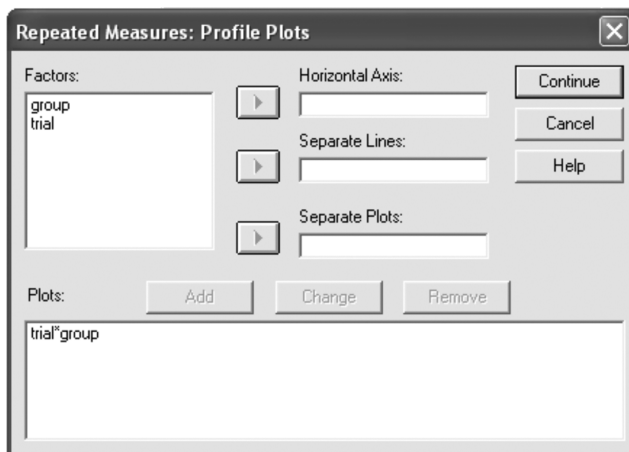 Repeated Measures: Profile Plots
Factors:
group
trial
Horizontal Axis:
Separate Lines:
Separate Plots:
Continue
Cancel
Help
Plots:
Add
Change
Remove
trial*group